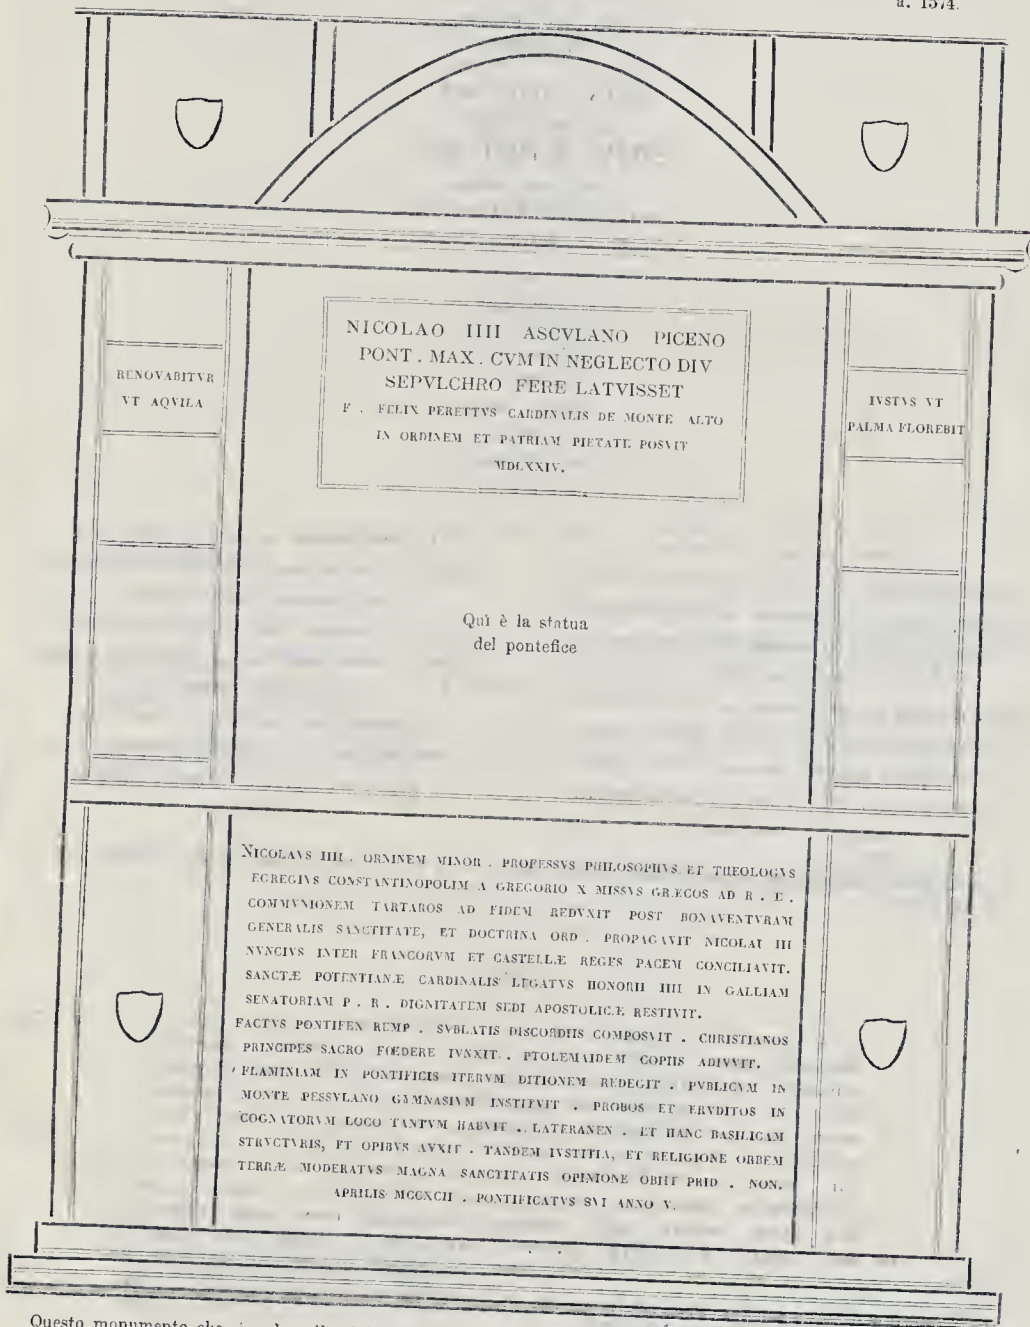 a. 1574.
NICOLAO IIII ASCVLANO PICENO
PONT . MAX . CVM IN NEGLECTO DIV
SEPVLCHRO FERE LATVISSET
F . FELIX PERETTVS CARDINALIS DE MONTE ALTO
IN ORDINEM ET PATRIAM PIETATE POSVIT
MDLXXIV.
RENOVABITVR
VT AQVILA
IVSTVS VT
PALMA FLOREBIT
Quì è la statua
del pontefice
NICOLAVS IIII . ORNINEM MINOR . PROFESSVS PHILOSOPHVS ET THEOLOGVS
EGREGIVS CONSTANTINOPOLIM A GREGORIO X MISSVS GRÆCOS AD R . E .
COMMVNIONEM TARTAROS AD FIDEM REDVXIT POST BONAVENTVRAM
GENERALIS SANCTITATE, ET DOCTRINA ORD . PROPAGAVIT NICOLAI III
NVNCIVS INTER FRANCORVM ET CASTELLÆ REGES PACEM CONCILIAVIT.
SANCTÆ POTENTIANÆ CARDINALIS LEGATVS HONORII IIII IN GALLIAM
SENATORIAM P . R . DIGNITATEM SEDI APOSTOLICÆ RESTIVIT.
FACTVS PONTIFEX REMP . SVBLATIS DISCORDIIS COMPOSVIT . CHRISTIANOS
PRINCIPES SACRO FŒDERE IVNXIT . PTOLEMAIDEM COPIIS ADIVVIT.
FLAMINIAM IN PONTIFICIS ITERVM DITIONEM REDEGIT . PVBLICVM IN
MONTE PESSVLANO GYMNASIVM INSTITVIT . PROBOS ET ERVDITOS IN
COGNATORVM LOCO TANTVM HABVIT . LATERANEN . ET HANC BASILICAM
STRVCTVRIS, ET OPIBVS AVXIT . TANDEM IVSTITIA, ET RELIGIONE ORBEM
TERRÆ MODERATVS MAGNA SANCTITATIS OPINIONE OBIIT PRID . NON.
APRILIS MCCXCII . PONTIFICATVS SVI ANNO V.
Questo monumento che